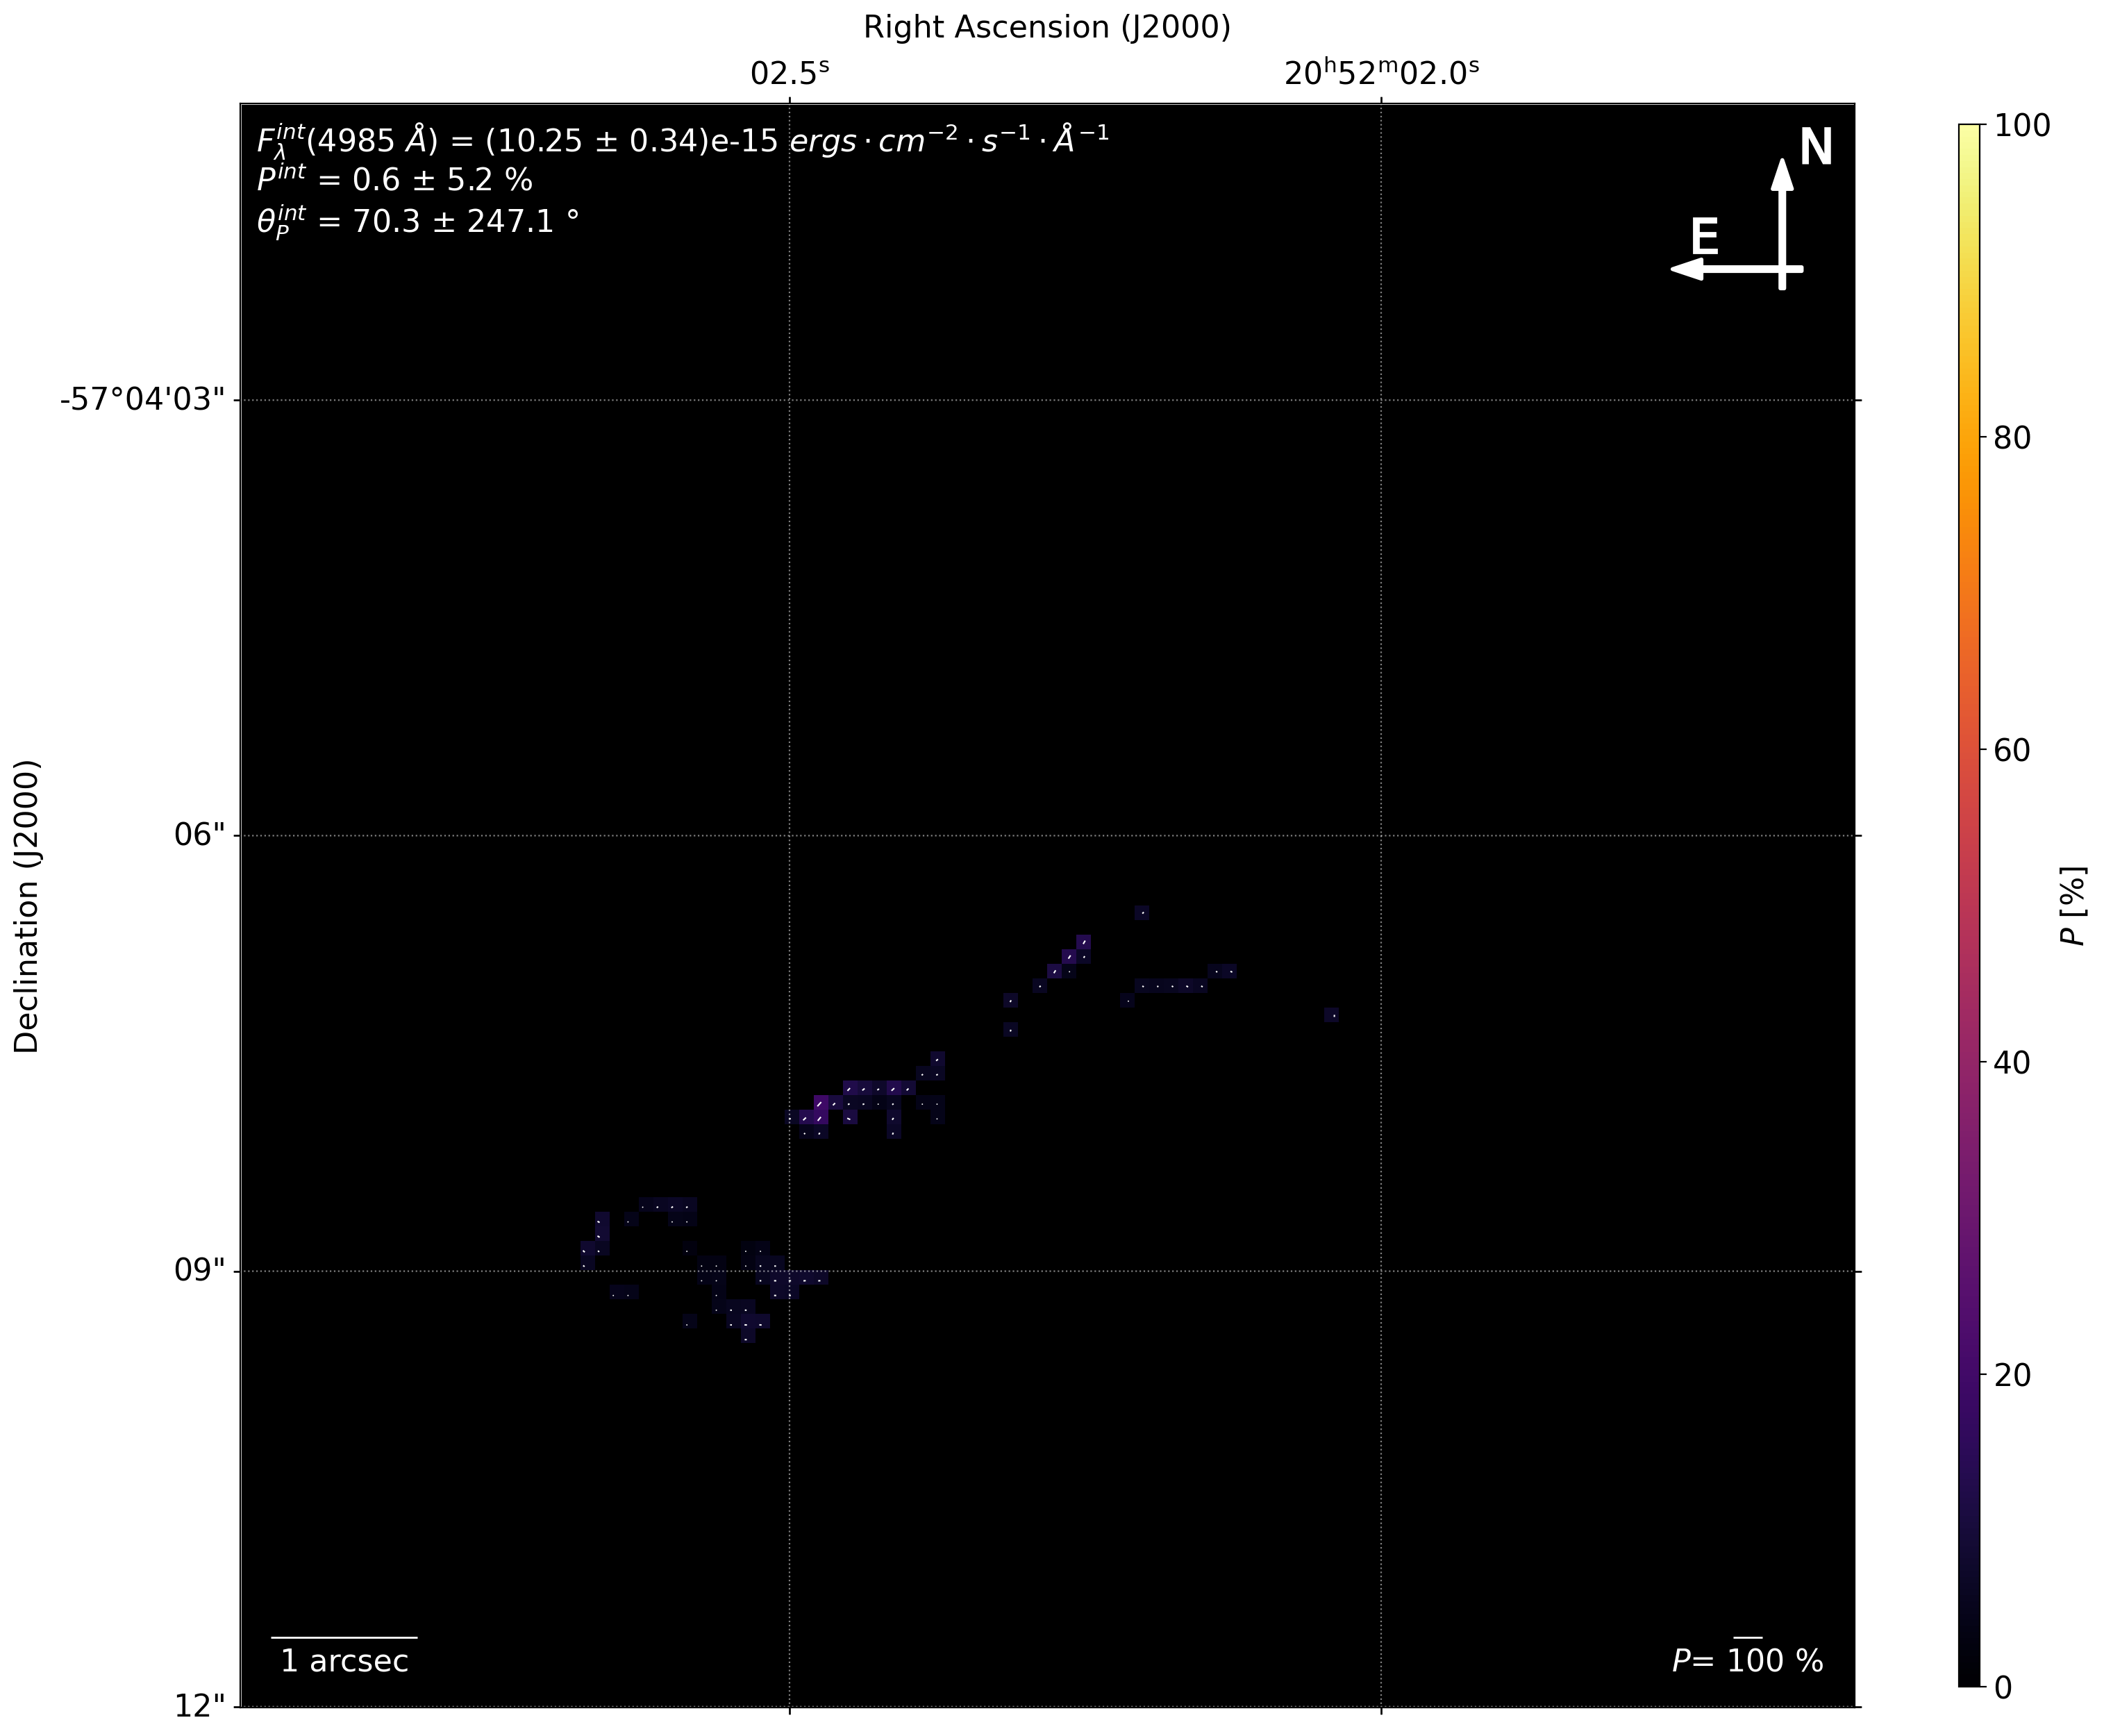 Right Ascension (J2000)
02.5ˢ 20ʰ52ᵐ02.0ˢ
F_λ^int(4985 Å) = (10.25 ± 0.34)e-15 ergs · cm⁻² · s⁻¹ · Å⁻¹
P^int = 0.6 ± 5.2 %
θ_P^int = 70.3 ± 247.1 °
N
E
-57°04'03"
06"
09"
12"
Declination (J2000)
1 arcsec
P= 100 %
100
80
60
40
20
0
P [%]